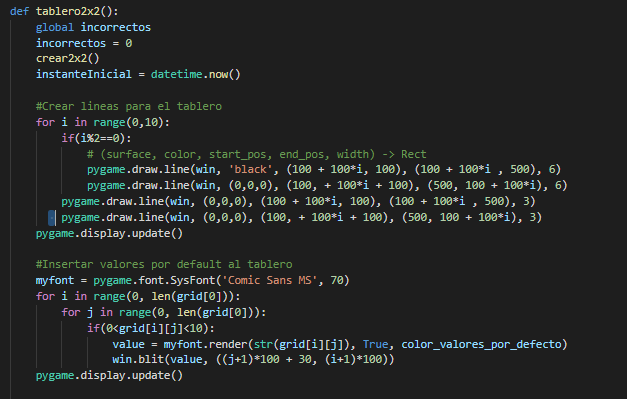 def tablero2x2():
    global incorrectos
    incorrectos = 0
    crear2x2()
    instanteInicial = datetime.now()

    #Crear lineas para el tablero
    for i in range(0,10):
        if(i%2==0):
            # (surface, color, start_pos, end_pos, width) -> Rect
            pygame.draw.line(win, 'black', (100 + 100*i, 100), (100 + 100*i , 500), 6)
            pygame.draw.line(win, (0,0,0), (100, + 100*i + 100), (500, 100 + 100*i), 6)
        pygame.draw.line(win, (0,0,0), (100 + 100*i, 100), (100 + 100*i , 500), 3)
        pygame.draw.line(win, (0,0,0), (100, + 100*i + 100), (500, 100 + 100*i), 3)
    pygame.display.update()

    #Insertar valores por default al tablero
    myfont = pygame.font.SysFont('Comic Sans MS', 70)
    for i in range(0, len(grid[0])):
        for j in range(0, len(grid[0])):
            if(0<grid[i][j]<10):
                value = myfont.render(str(grid[i][j]), True, color_valores_por_defecto)
                win.blit(value, ((j+1)*100 + 30, (i+1)*100))
    pygame.display.update()